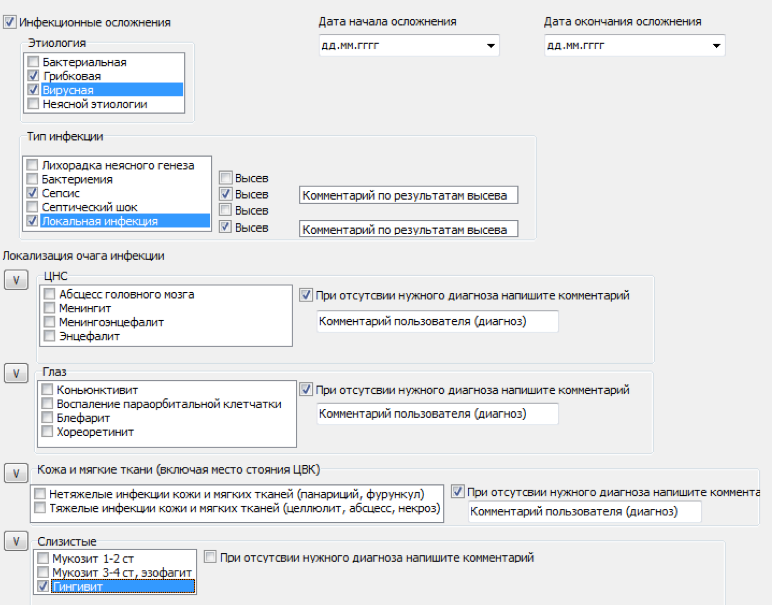 Инфекционные осложнения
Дата начала осложнения
Дата окончания осложнения
Этиология
дд.мм.гггг
дд.мм.гггг
Бактериальная
Грибковая
Вирусная
Неясной этиологии
Тип инфекции
Лихорадка неясного генеза
Бактериемия
Сепсис
Септический шок
Локальная инфекция
Высев
Высев
Комментарий по результатам высева
Высев
Высев
Комментарий по результатам высева
Локализация очага инфекции
V
ЦНС
Абсцесс головного мозга
Менингит
Менингоэнцефалит
Энцефалит
При отсутсвии нужного диагноза напишите комментарий
Комментарий пользователя (диагноз)
V
Глаз
Коньюнктивит
Воспаление параорбитальной клетчатки
Блефарит
Хореоретинит
При отсутсвии нужного диагноза напишите комментарий
Комментарий пользователя (диагноз)
V
Кожа и мягкие ткани (включая место стояния ЦВК)
Нетяжелые инфекции кожи и мягких тканей (панариций, фурункул)
Тяжелые инфекции кожи и мягких тканей (целлюлит, абсцесс, некроз)
При отсутсвии нужного диагноза напишите коммента
Комментарий пользователя (диагноз)
V
Слизистые
Мукозит 1-2 ст
Мукозит 3-4 ст, эзофагит
Гингивит
При отсутсвии нужного диагноза напишите комментарий